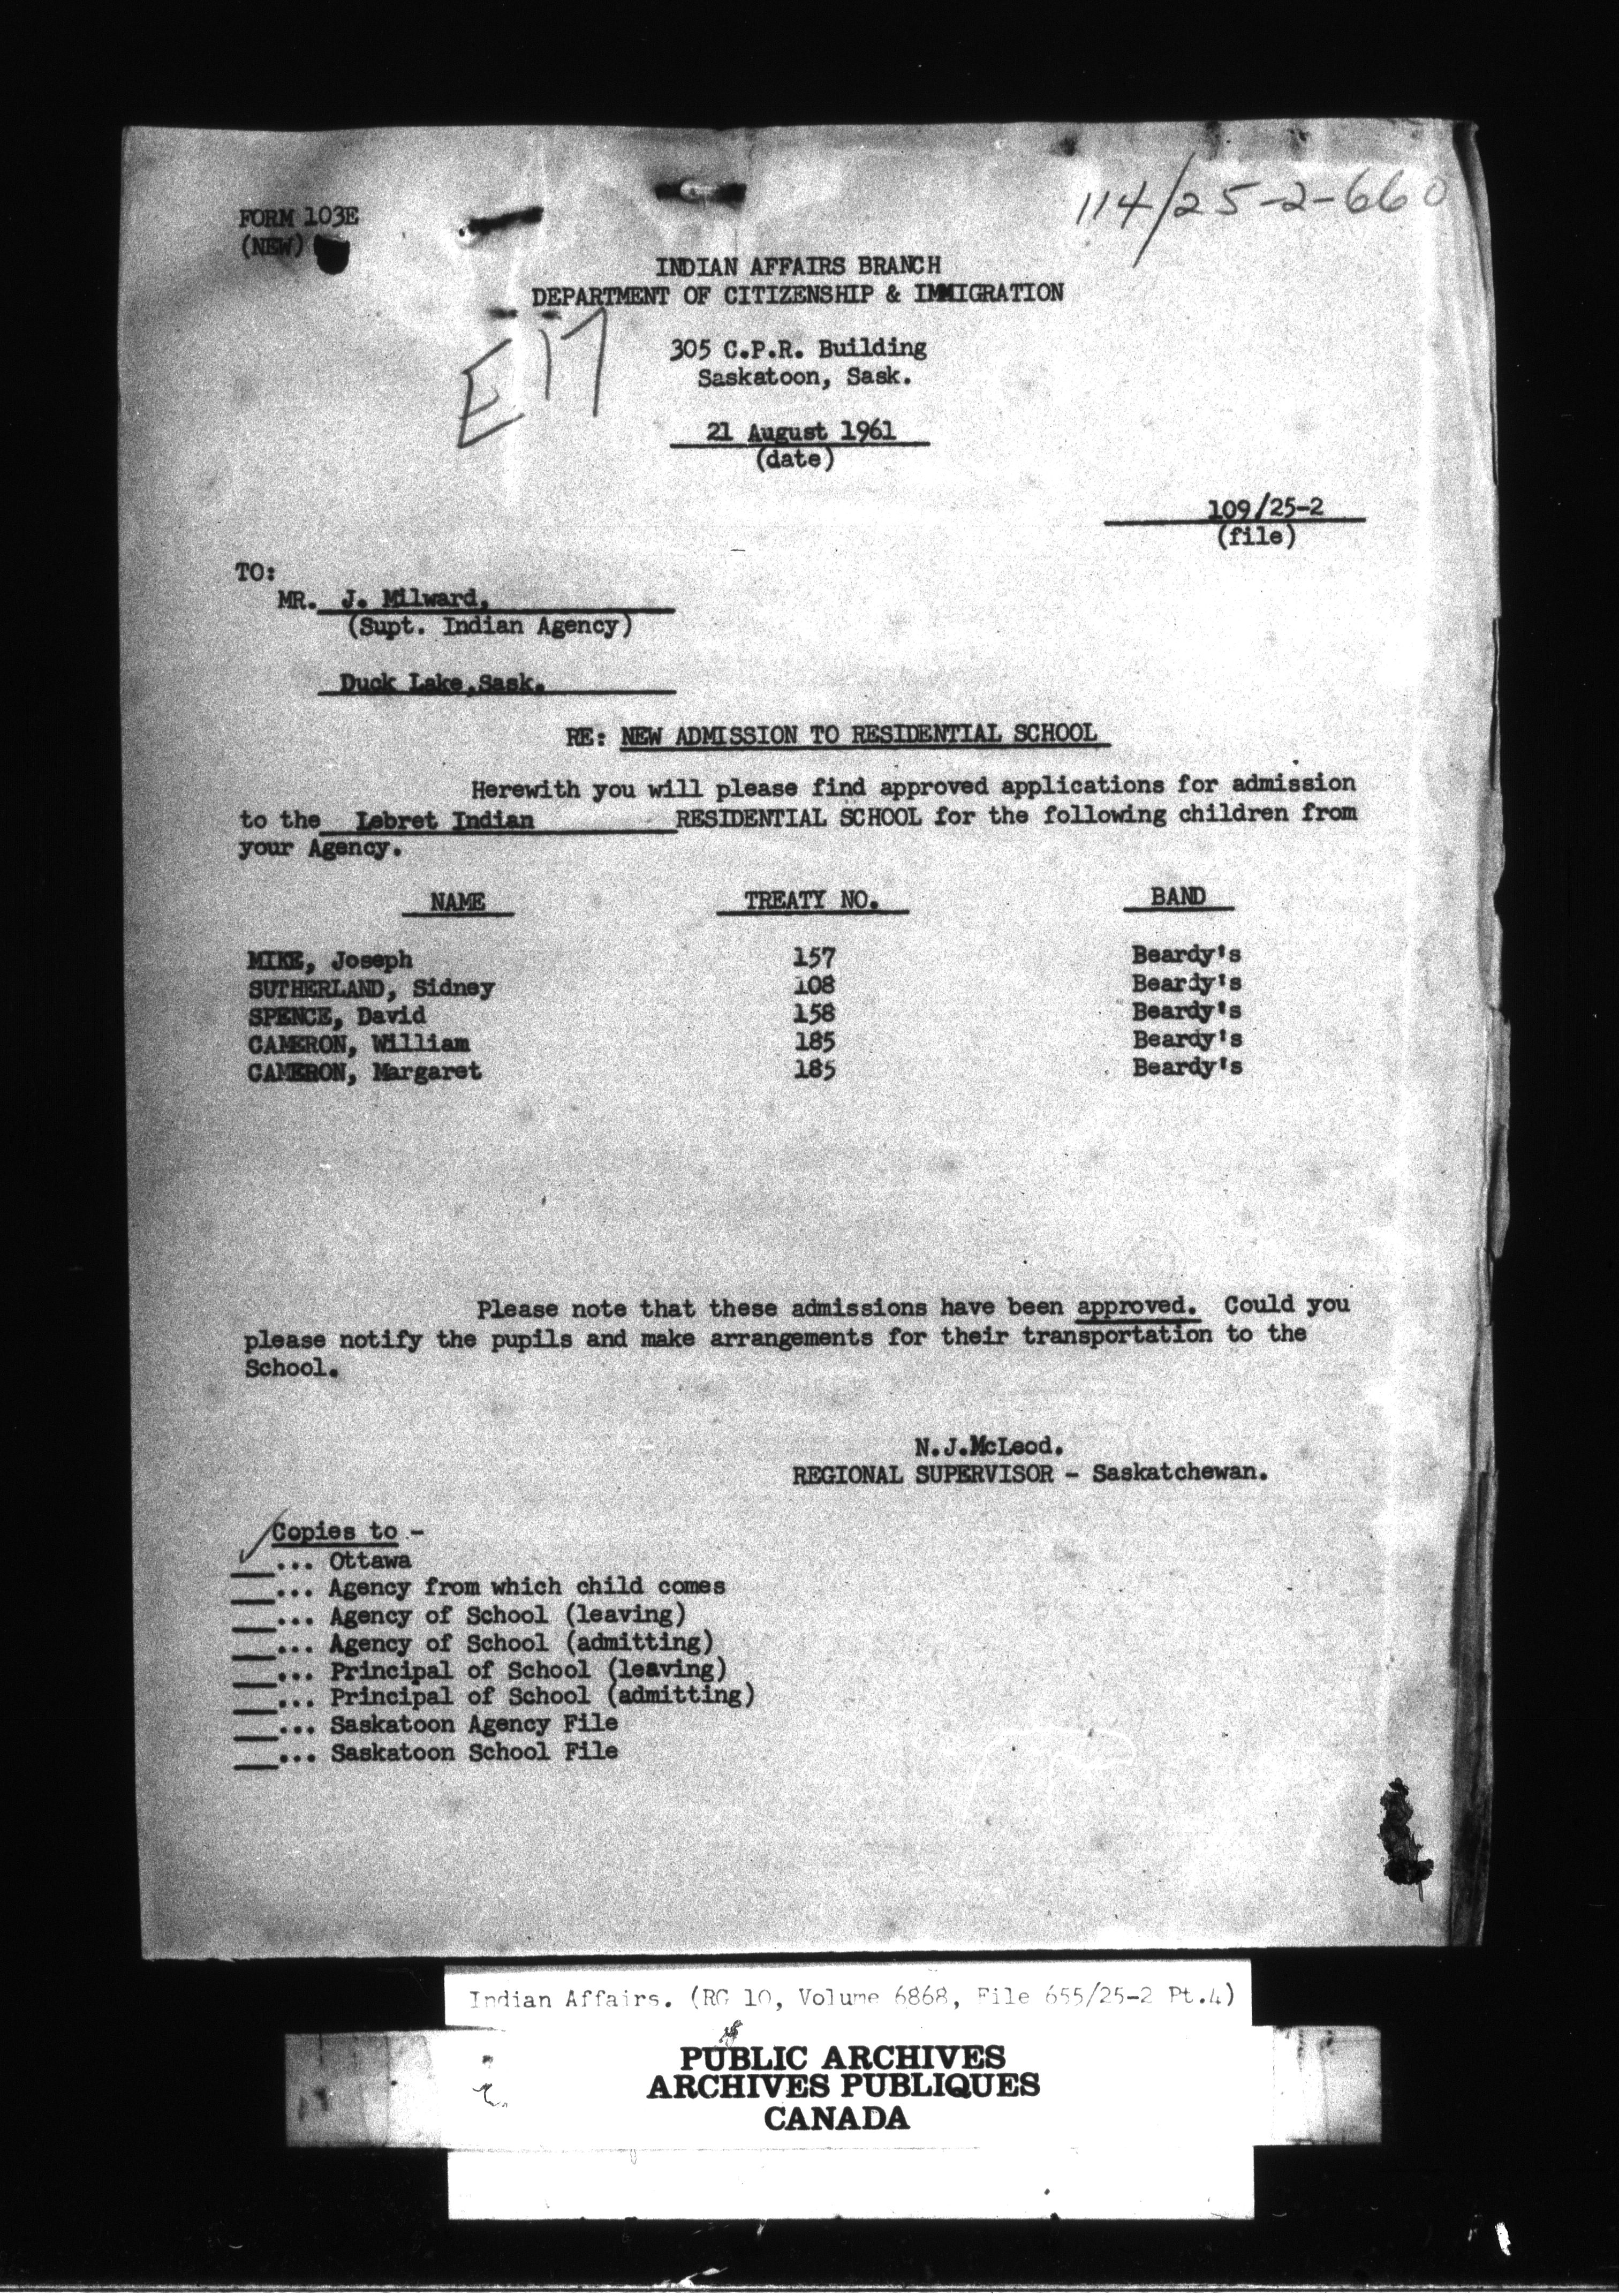 114/25-2-660
FORM 103E
(NEW)
INDIAN AFFAIRS BRANCH
DEPARTMENT OF CITIZENSHIP & IMMIGRATION
E17
305 C.P.R. Building
Saskatoon, Sask.
21 August 1961
(date)
109/25-2
(file)
TO:
MR. J. Milward,
(Supt. Indian Agency)
Duck Lake,Sask.
RE: NEW ADMISSION TO RESIDENTIAL SCHOOL
Herewith you will please find approved applications for admission
to the Lebret Indian RESIDENTIAL SCHOOL for the following children from
your Agency.
NAME TREATY NO. BAND
MIKE, Joseph 157 Beardy's
SUTHERLAND, Sidney 108 Beardy's
SPENCE, David 158 Beardy's
CAMERON, William 185 Beardy's
CAMERON, Margaret 185 Beardy's
Please note that these admissions have been approved. Could you
please notify the pupils and make arrangements for their transportation to the
School.
N.J.McLeod.
REGIONAL SUPERVISOR - Saskatchewan.
Copies to -
✓... Ottawa
... Agency from which child comes
... Agency of School (leaving)
... Agency of School (admitting)
... Principal of School (leaving)
... Principal of School (admitting)
... Saskatoon Agency File
... Saskatoon School File
Indian Affairs. (RG 10, Volume 6868, File 655/25-2 Pt.4)
PUBLIC ARCHIVES
ARCHIVES PUBLIQUES
CANADA